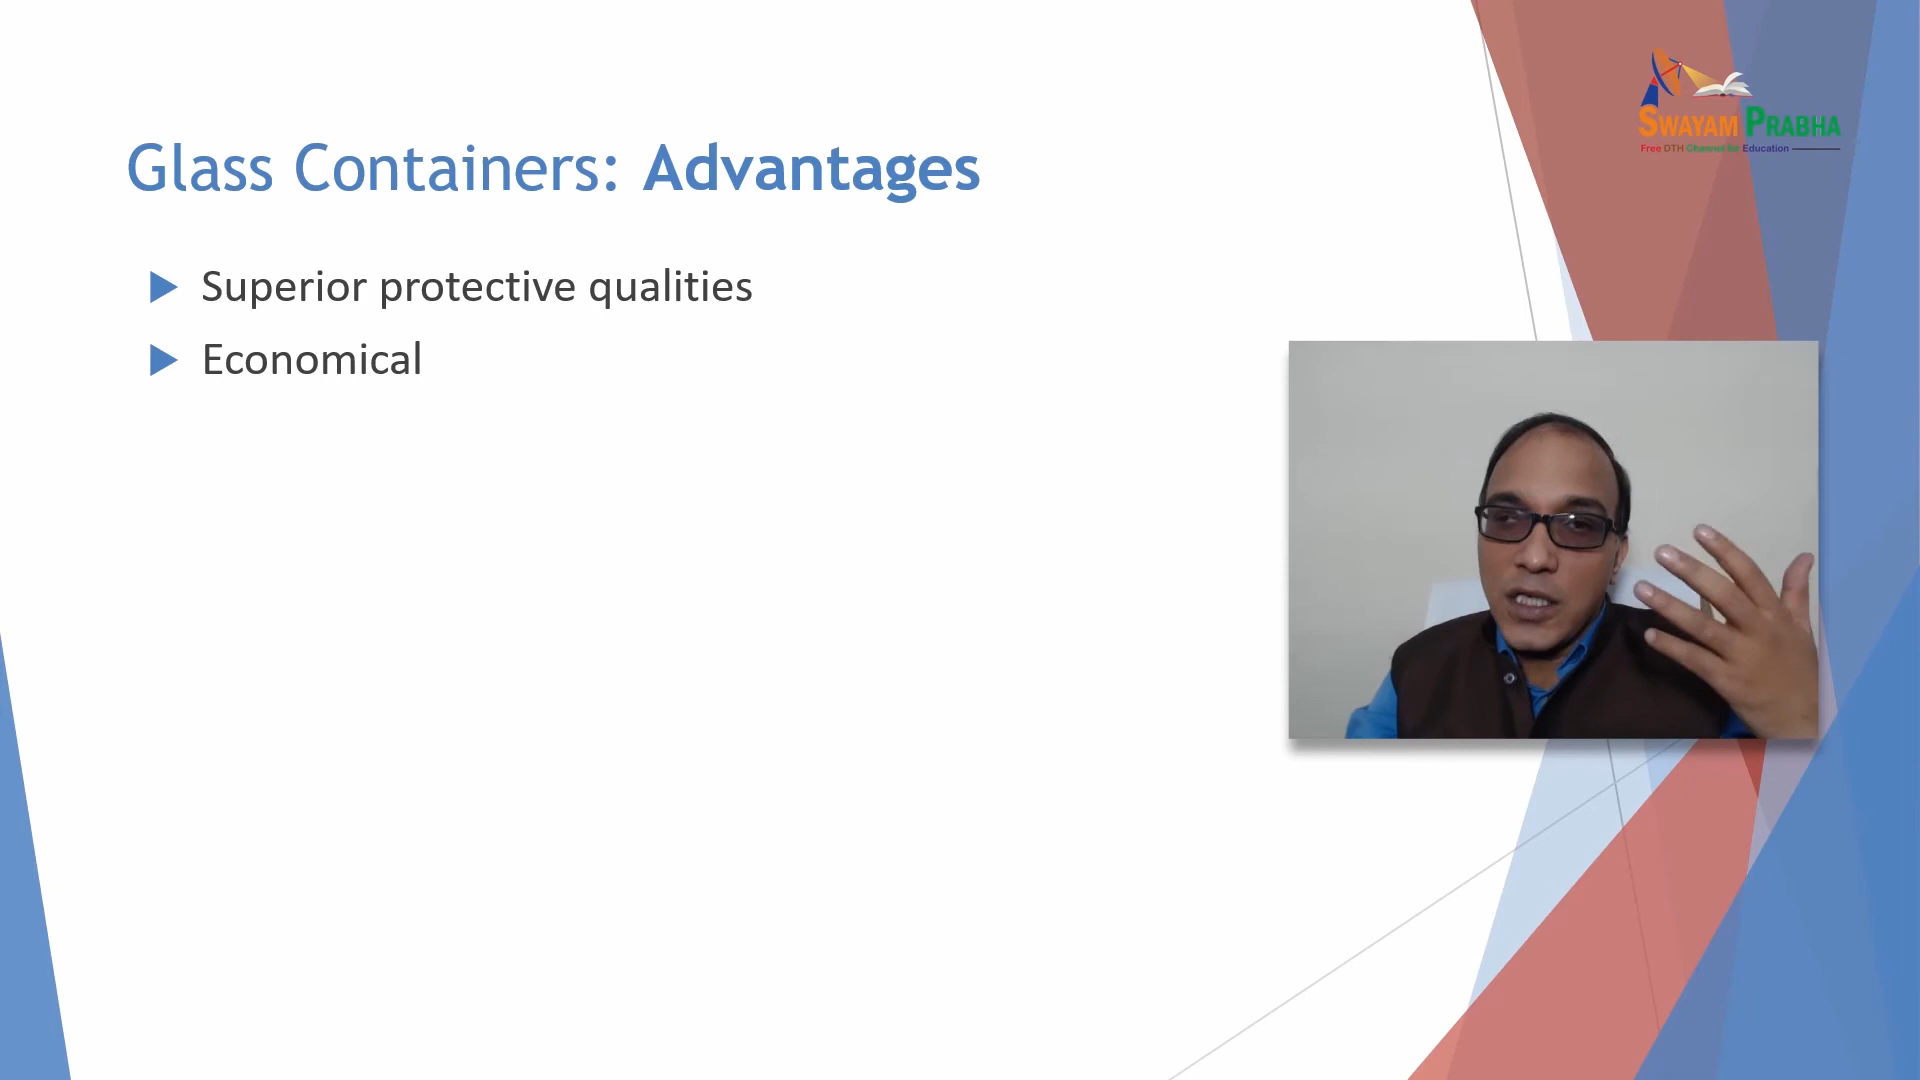 SWAYAM PRABHA
Free DTH Channel for Education
Glass Containers: Advantages
Superior protective qualities
Economical